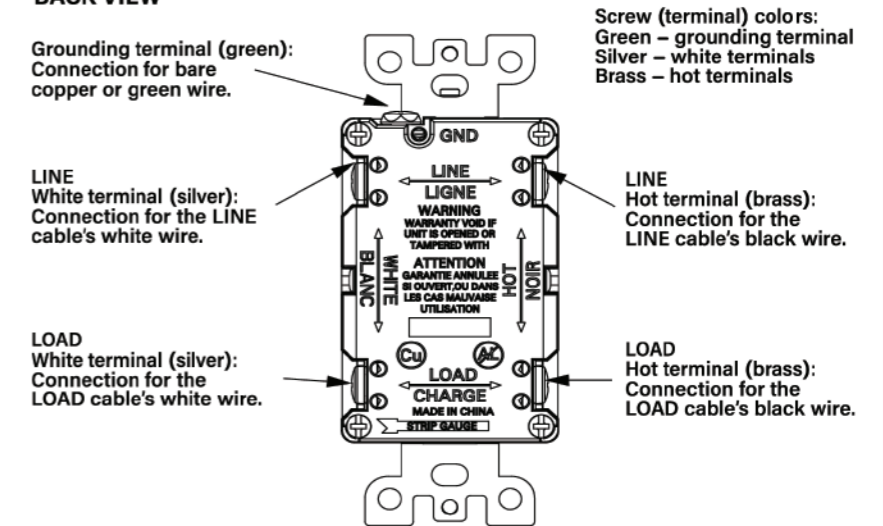 BACK VIEW
Screw (terminal) colors:
Green – grounding terminal
Silver – white terminals
Brass – hot terminals
Grounding terminal (green):
Connection for bare
copper or green wire.
LINE
White terminal (silver):
Connection for the LINE
cable's white wire.
LOAD
White terminal (silver):
Connection for the
LOAD cable's white wire.
GND
LINE
LIGNE
WARNING
WARRANTY VOID IF
UNIT IS OPENED OR
TAMPERED WITH
ATTENTION
GARANTIE ANNULEE
SI OUVERT,OU DANS
LES CAS MAUVAISE
UTILISATION
WHITE
BLANC
HOT
NOIR
Cu
AL
LOAD
CHARGE
MADE IN CHINA
STRIP GAUGE
LINE
Hot terminal (brass):
Connection for the
LINE cable's black wire.
LOAD
Hot terminal (brass):
Connection for the
LOAD cable's black wire.